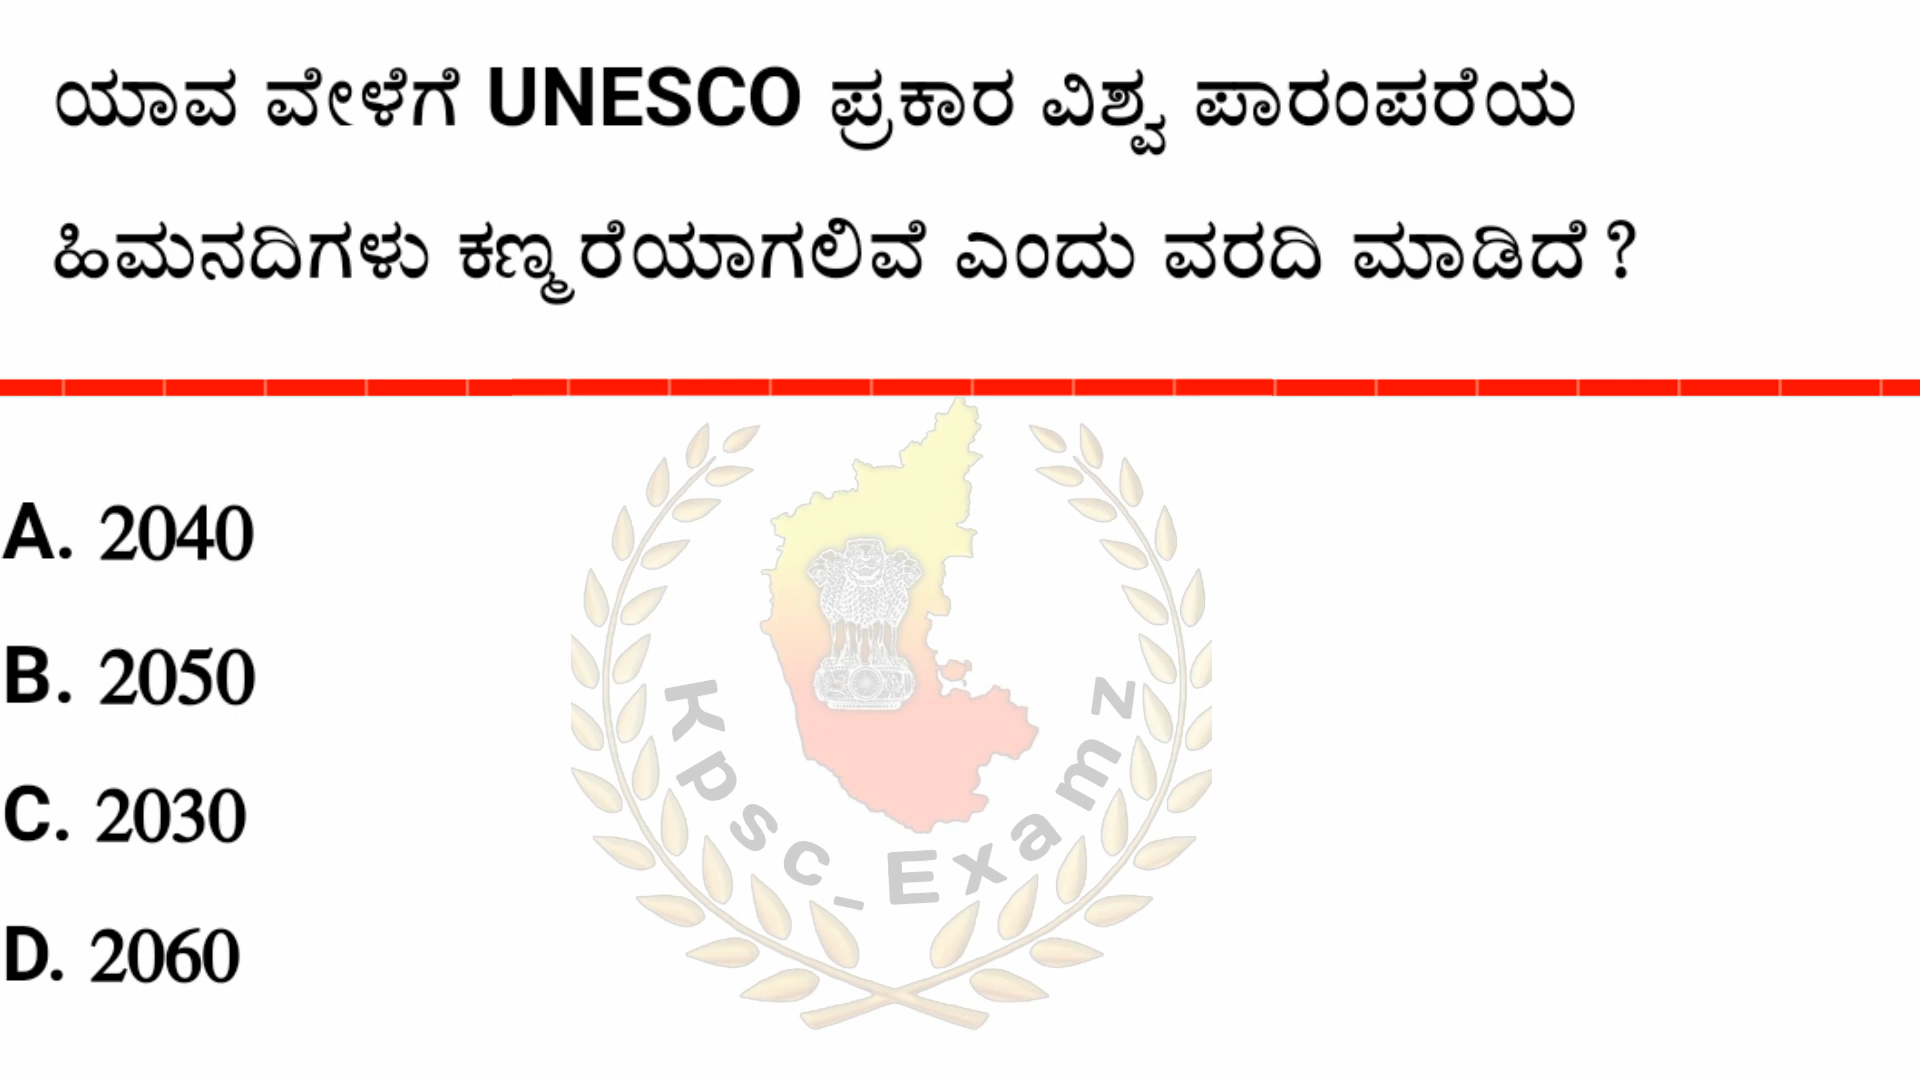 ಯಾವ ವೇಳೆಗೆ UNESCO ಪ್ರಕಾರ ವಿಶ್ವ ಪಾರಂಪರೆಯ
ಹಿಮನದಿಗಳು ಕಣ್ಮರೆಯಾಗಲಿವೆ ಎಂದು ವರದಿ ಮಾಡಿದೆ ?
A. 2040
B. 2050
C. 2030
D. 2060
Kpsc_Examz